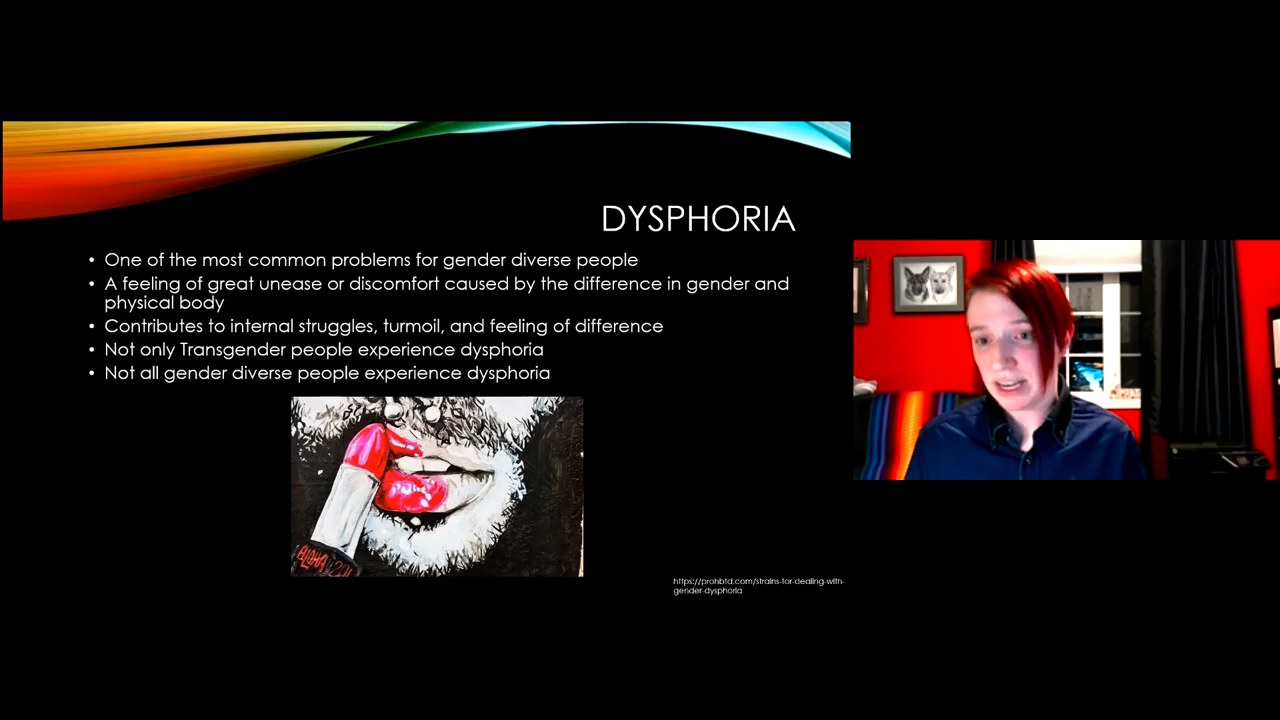 DYSPHORIA
• One of the most common problems for gender diverse people
• A feeling of great unease or discomfort caused by the difference in gender and
physical body
• Contributes to internal struggles, turmoil, and feeling of difference
• Not only Transgender people experience dysphoria
• Not all gender diverse people experience dysphoria
ALOHA
https://prohbtd.com/strains-for-dealing-with-
gender-dysphoria